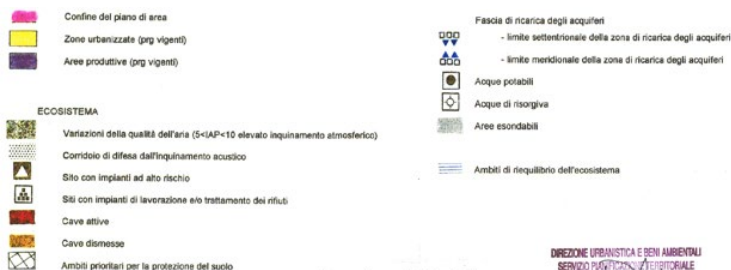 Confine del piano di area
Zone urbanizzate (prg vigenti)
Aree produttive (prg vigenti)
ECOSISTEMA
Variazioni della qualità dell'aria (5<IAP<10 elevato inquinamento atmosferico)
Corridoio di difesa dall'inquinamento acustico
Sito con impianti ad alto rischio
Siti con impianti di lavorazione e/o trattamento dei rifiuti
Cave attive
Cave dismesse
Ambiti prioritari per la protezione del suolo
Fascia di ricarica degli acquiferi
- limite settentrionale della zona di ricarica degli acquiferi
- limite meridionale della zona di ricarica degli acquiferi
Acque potabili
Acque di risorgiva
Aree esondabili
Ambiti di riequilibrio dell'ecosistema
DIREZIONE URBANISTICA E BENI AMBIENTALI
SERVIZIO PIANIFICAZIONE TERRITORIALE